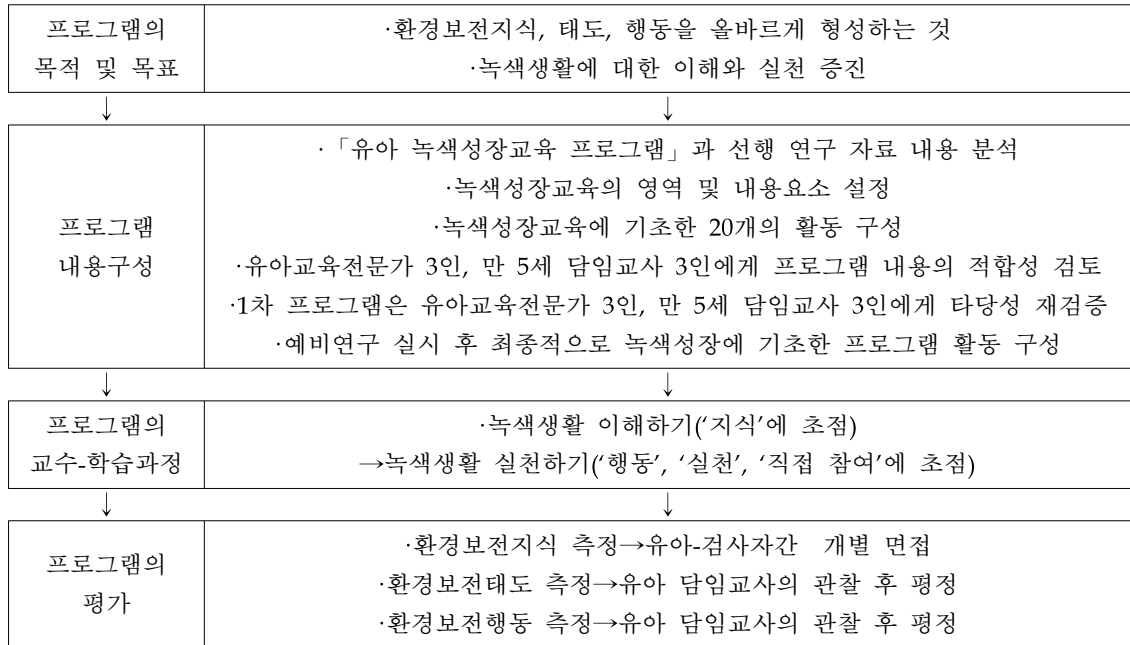 프로그램의
목적 및 목표
·환경보전지식, 태도, 행동을 올바르게 형성하는 것
·녹색생활에 대한 이해와 실천 증진
↓ ↓
프로그램
내용구성
·「유아 녹색성장교육 프로그램」과 선행 연구 자료 내용 분석
·녹색성장교육의 영역 및 내용요소 설정
·녹색성장교육에 기초한 20개의 활동 구성
·유아교육전문가 3인, 만 5세 담임교사 3인에게 프로그램 내용의 적합성 검토
·1차 프로그램은 유아교육전문가 3인, 만 5세 담임교사 3인에게 타당성 재검증
·예비연구 실시 후 최종적으로 녹색성장에 기초한 프로그램 활동 구성
↓ ↓
프로그램의
교수-학습과정
·녹색생활 이해하기(‘지식’에 초점)
→녹색생활 실천하기(‘행동’, ‘실천’, ‘직접 참여’에 초점)
↓ ↓
프로그램의
평가
·환경보전지식 측정→유아-검사자간 개별 면접
·환경보전태도 측정→유아 담임교사의 관찰 후 평정
·환경보전행동 측정→유아 담임교사의 관찰 후 평정